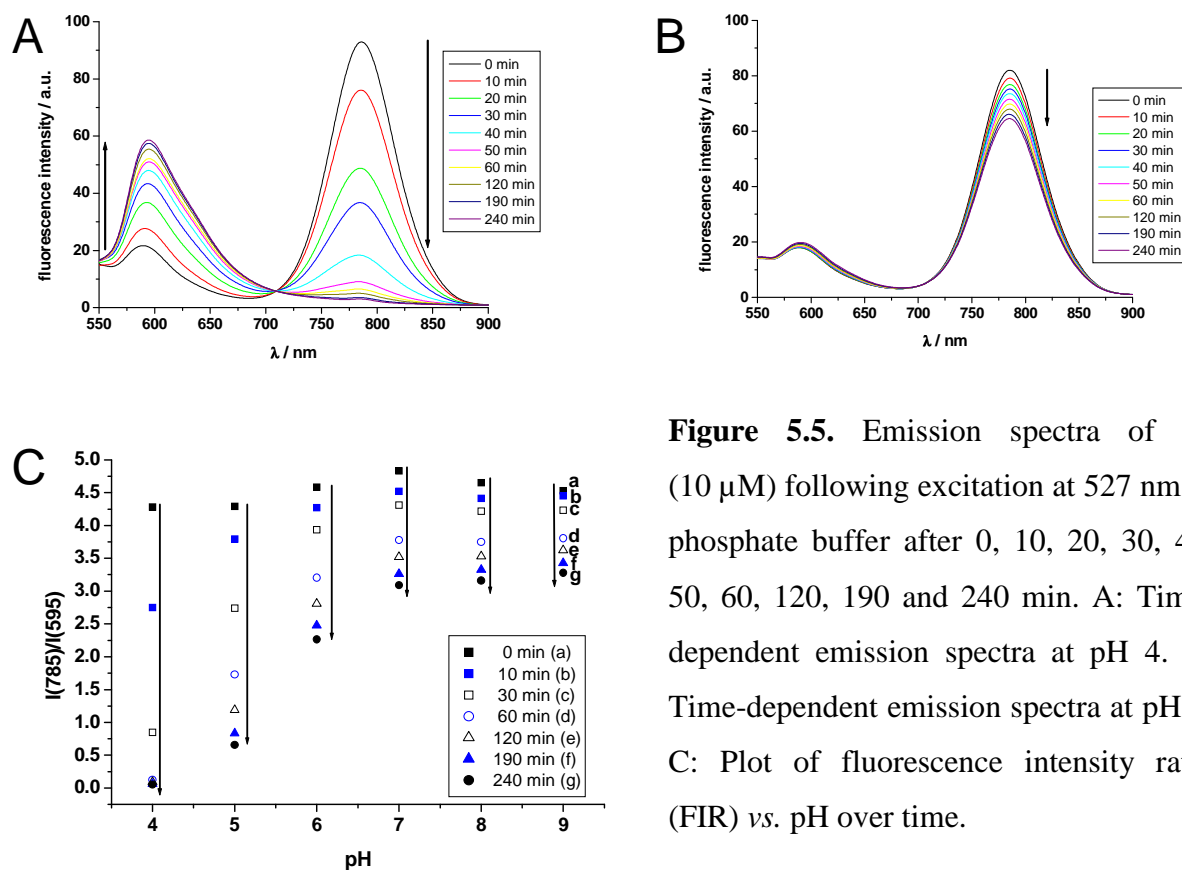 A
fluorescence intensity / a.u.
100
80
60
40
20
0
550 600 650 700 750 800 850 900
λ / nm
0 min
10 min
20 min
30 min
40 min
50 min
60 min
120 min
190 min
240 min
B
fluorescence intensity / a.u.
100
80
60
40
20
0
550 600 650 700 750 800 850 900
λ / nm
0 min
10 min
20 min
30 min
40 min
50 min
60 min
120 min
190 min
240 min
C
I(785)/I(595)
5.0
4.5
4.0
3.5
3.0
2.5
2.0
1.5
1.0
0.5
0.0
4 5 6 7 8 9
pH
a
b
c
d
e
f
g
0 min (a)
10 min (b)
30 min (c)
60 min (d)
120 min (e)
190 min (f)
240 min (g)
Figure 5.5. Emission spectra of
(10 µM) following excitation at 527 nm
phosphate buffer after 0, 10, 20, 30, 4
50, 60, 120, 190 and 240 min. A: Tim
dependent emission spectra at pH 4.
Time-dependent emission spectra at pH
C: Plot of fluorescence intensity ra
(FIR) vs. pH over time.